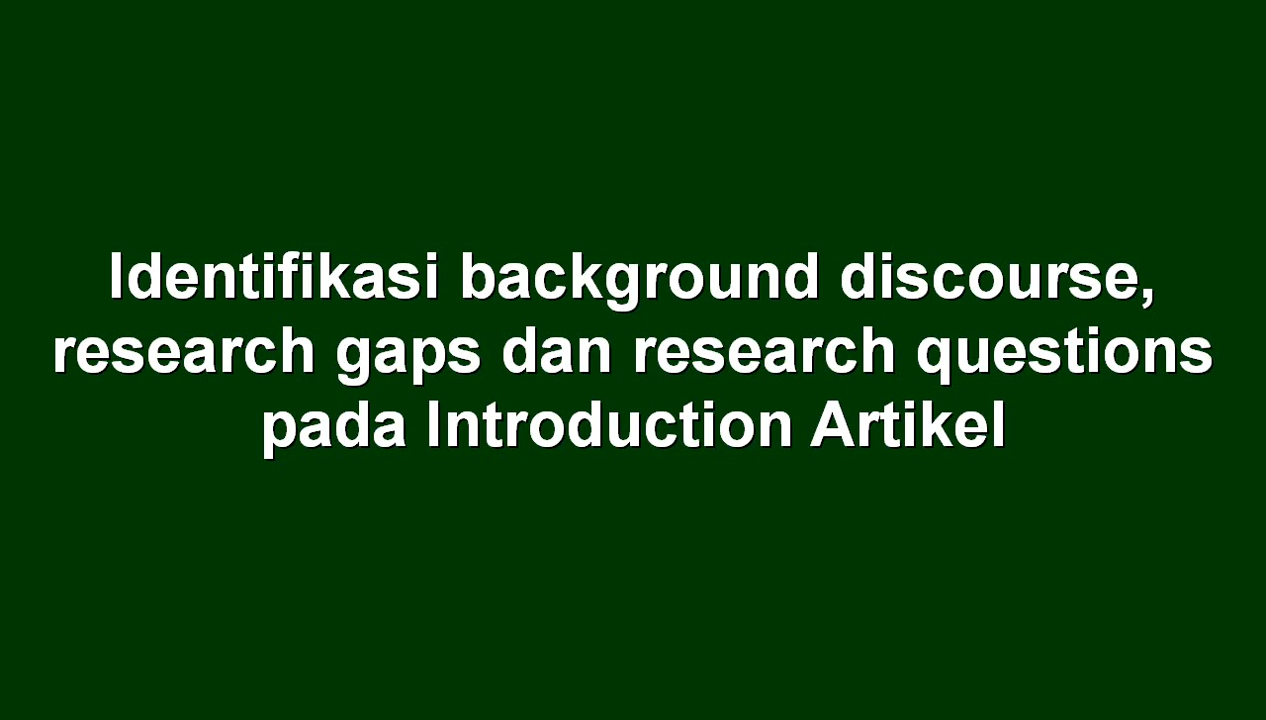 Identifikasi background discourse,
research gaps dan research questions
pada Introduction Artikel